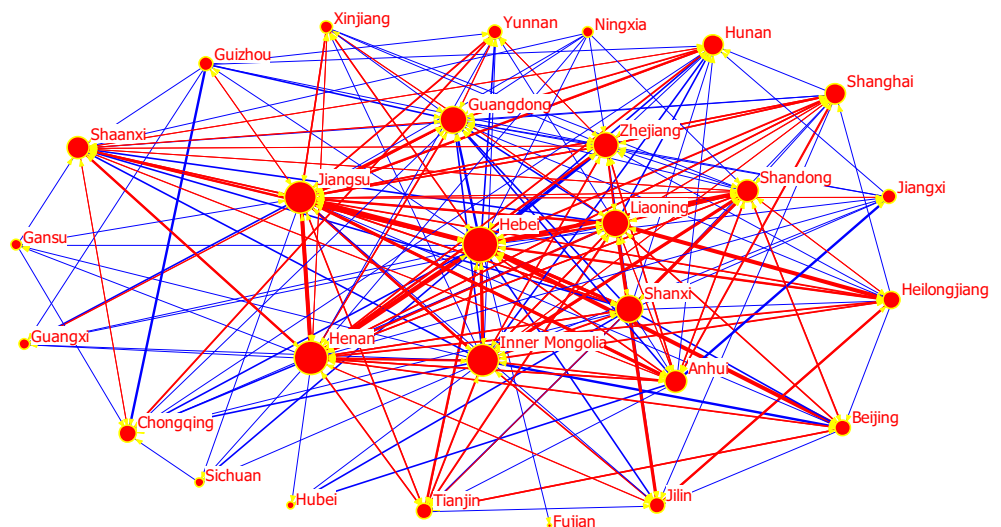 Xinjiang
Yunnan
Ningxia
Hunan
Guizhou
Shanghai
Guangdong
Shaanxi
Zhejiang
Jiangsu
Shandong
Jiangxi
Liaoning
Hebei
Gansu
Shanxi
Heilongjiang
Guangxi
Henan
Inner Mongolia
Anhui
Chongqing
Beijing
Sichuan
Hubei
Tianjin
Jilin
Fujian